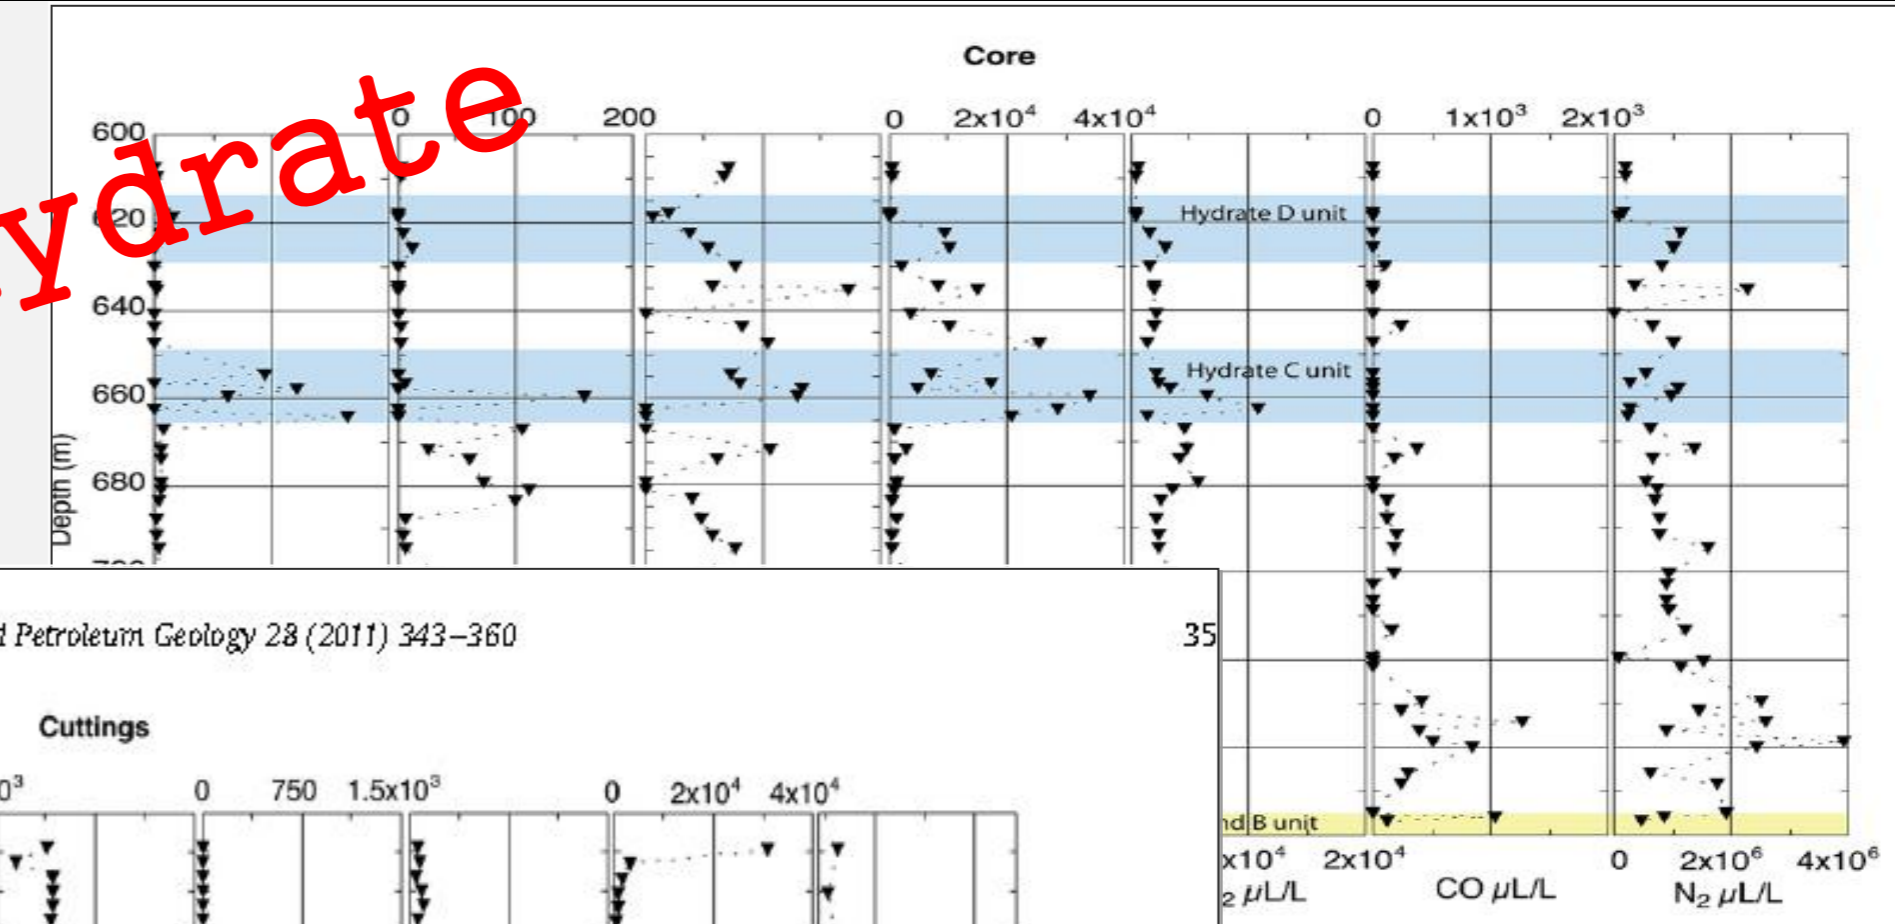 Core
ydrate
0 100 200 0 2x10⁴ 4x10⁴ 0 1x10³ 2x10³
600
620
Hydrate D unit
640
660
Hydrate C unit
680
Depth (m)
Petroleum Geology 28 (2011) 343–360
35
Cuttings
0 750 1.5x10³ 0 2x10⁴ 4x10⁴
B unit
x10⁴ 2x10⁴ 0 2x10⁶ 4x10⁶
₂ µL/L CO µL/L N₂ µL/L